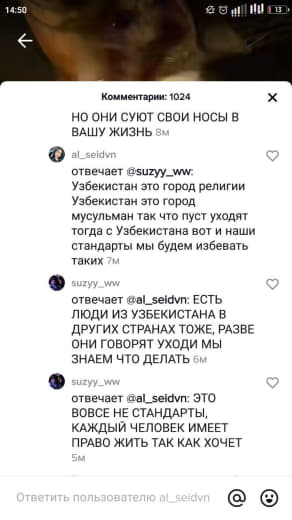 14:50
13
Комментарии: 1024
НО ОНИ СУЮТ СВОИ НОСЫ В
ВАШУ ЖИЗНЬ 8м
al_seidvn
отвечает @suzyy_ww:
Узбекистан это город религии
Узбекистан это город
мусульман так что пуст уходят
тогда с Узбекистана вот и наши
стандарты мы будем избевать
таких 7м
suzyy_ww
отвечает @al_seidvn: ЕСТЬ
ЛЮДИ ИЗ УЗБЕКИСТАНА В
ДРУГИХ СТРАНАХ ТОЖЕ, РАЗВЕ
ОНИ ГОВОРЯТ УХОДИ МЫ
ЗНАЕМ ЧТО ДЕЛАТЬ 6м
suzyy_ww
отвечает @al_seidvn: ЭТО
ВОВСЕ НЕ СТАНДАРТЫ,
КАЖДЫЙ ЧЕЛОВЕК ИМЕЕТ
ПРАВО ЖИТЬ ТАК КАК ХОЧЕТ
5м
Ответить пользователю al_seidvn